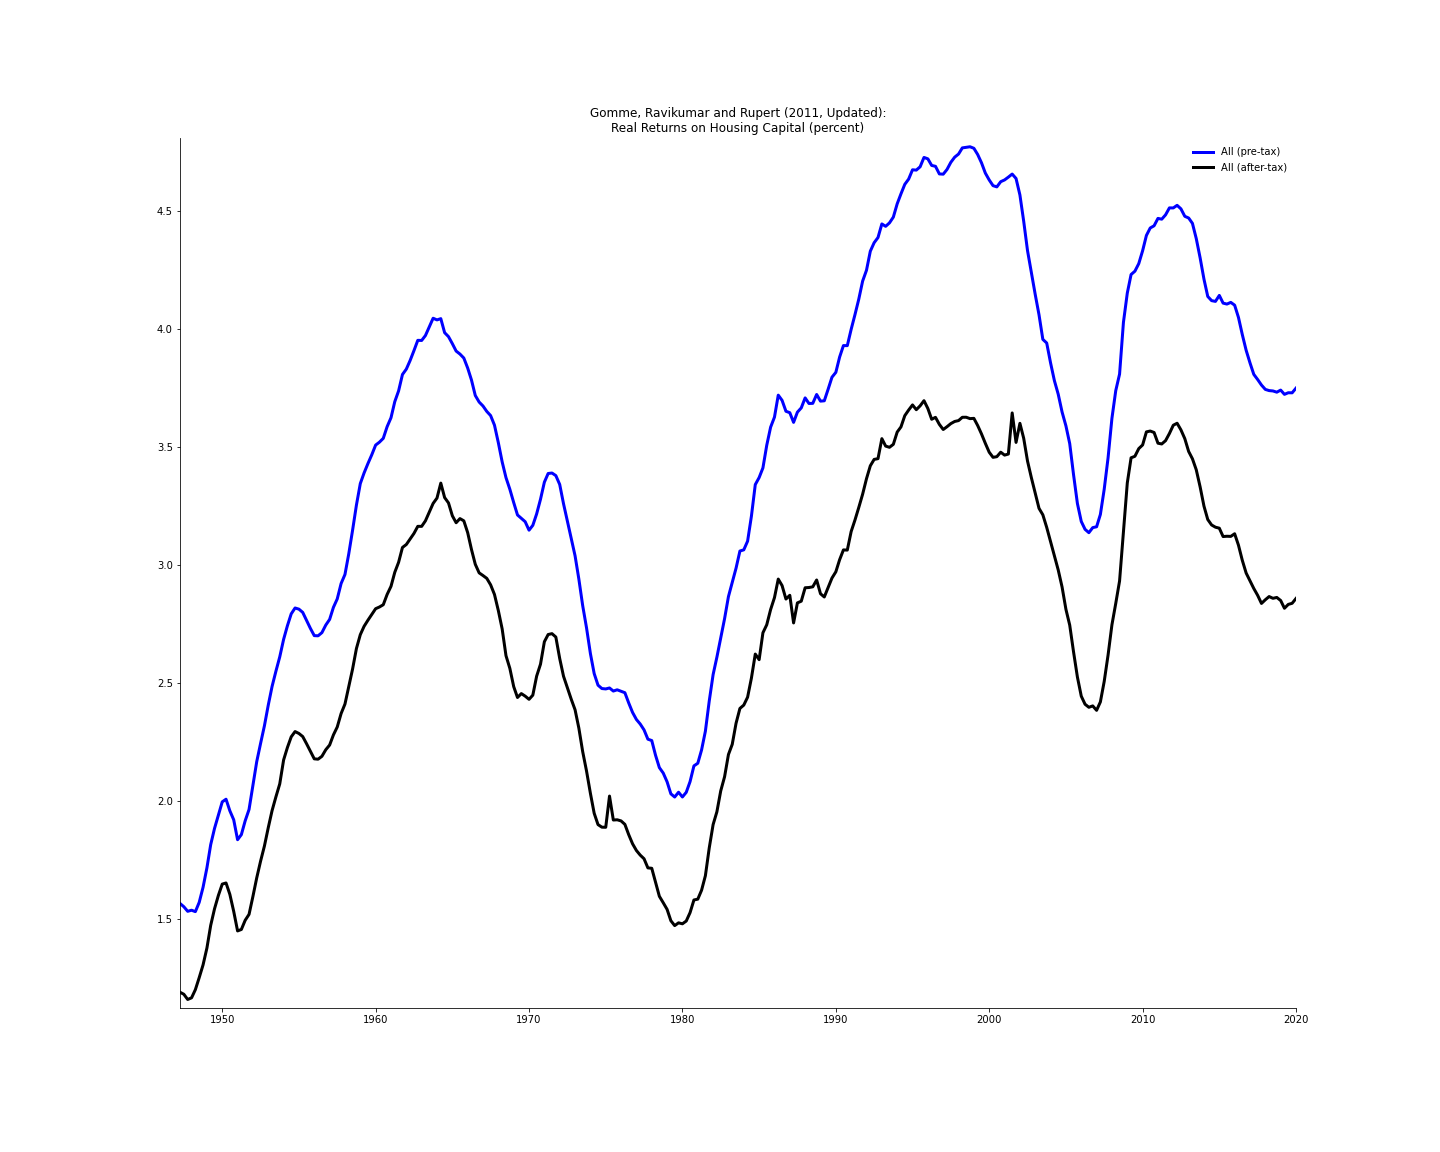 Gomme, Ravikumar and Rupert (2011, Updated):
Real Returns on Housing Capital (percent)
All (pre-tax)
All (after-tax)
4.5
4.0
3.5
3.0
2.5
2.0
1.5
1950 1960 1970 1980 1990 2000 2010 2020